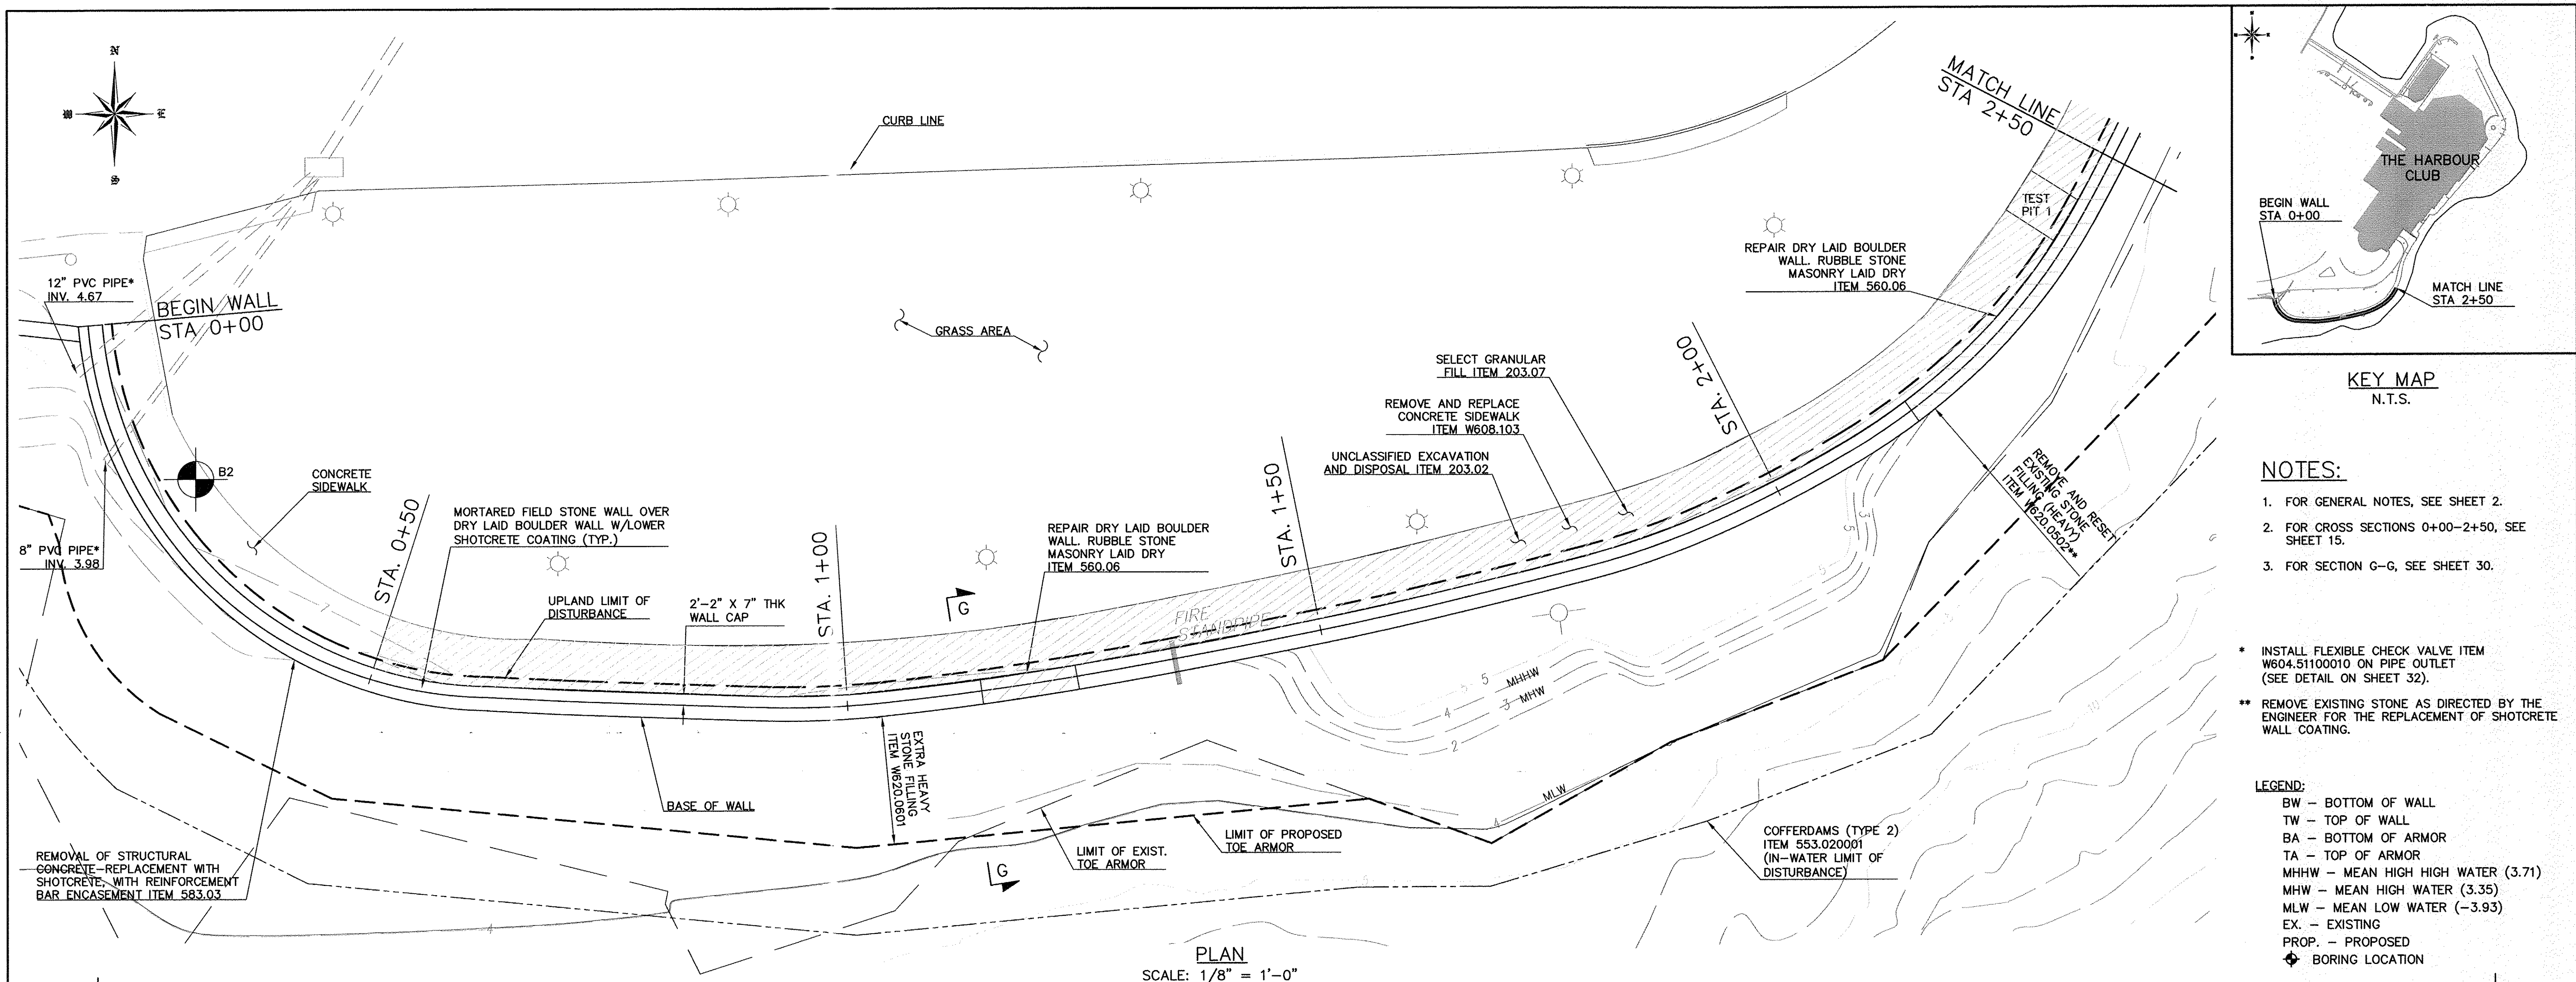 N
W
E
S
CURB LINE
MATCH LINE
STA 2+50
TEST
PIT 1
12" PVC PIPE*
INV. 4.67
BEGIN WALL
STA 0+00
GRASS AREA
REPAIR DRY LAID BOULDER
WALL. RUBBLE STONE
MASONRY LAID DRY
ITEM 560.06
SELECT GRANULAR
FILL ITEM 203.07
STA. 2+00
REMOVE AND REPLACE
CONCRETE SIDEWALK
ITEM W608.103
UNCLASSIFIED EXCAVATION
AND DISPOSAL ITEM 203.02
STA. 1+50
B2
CONCRETE
SIDEWALK
STA. 0+50
MORTARED FIELD STONE WALL OVER
DRY LAID BOULDER WALL W/LOWER
SHOTCRETE COATING (TYP.)
STA. 1+00
REPAIR DRY LAID BOULDER
WALL. RUBBLE STONE
MASONRY LAID DRY
ITEM 560.06
8" PVC PIPE*
INV. 3.98
UPLAND LIMIT OF
DISTURBANCE
2'-2" X 7" THK
WALL CAP
G
FIRE
STANDPIPE
REMOVE AND RESET
EXISTING STONE
FILLING (HEAVY)
ITEM W620.0502**
7
5
3
5
5
MHHW
4
3
MHW
2
10
EXTRA HEAVY
STONE FILLING
ITEM W620.0601
BASE OF WALL
MLW
4
LIMIT OF PROPOSED
TOE ARMOR
LIMIT OF EXIST.
TOE ARMOR
G
COFFERDAMS (TYPE 2)
ITEM 553.020001
(IN-WATER LIMIT OF
DISTURBANCE)
REMOVAL OF STRUCTURAL
CONCRETE-REPLACEMENT WITH
SHOTCRETE, WITH REINFORCEMENT
BAR ENCASEMENT ITEM 583.03
4
PLAN
SCALE: 1/8" = 1'-0"
THE HARBOUR
CLUB
BEGIN WALL
STA 0+00
MATCH LINE
STA 2+50
KEY MAP
N.T.S.
NOTES:
1. FOR GENERAL NOTES, SEE SHEET 2.
2. FOR CROSS SECTIONS 0+00-2+50, SEE
SHEET 15.
3. FOR SECTION G-G, SEE SHEET 30.
* INSTALL FLEXIBLE CHECK VALVE ITEM
W604.51100010 ON PIPE OUTLET
(SEE DETAIL ON SHEET 32).
** REMOVE EXISTING STONE AS DIRECTED BY THE
ENGINEER FOR THE REPLACEMENT OF SHOTCRETE
WALL COATING.
LEGEND:
BW - BOTTOM OF WALL
TW - TOP OF WALL
BA - BOTTOM OF ARMOR
TA - TOP OF ARMOR
MHHW - MEAN HIGH HIGH WATER (3.71)
MHW - MEAN HIGH WATER (3.35)
MLW - MEAN LOW WATER (-3.93)
EX. - EXISTING
PROP. - PROPOSED
BORING LOCATION